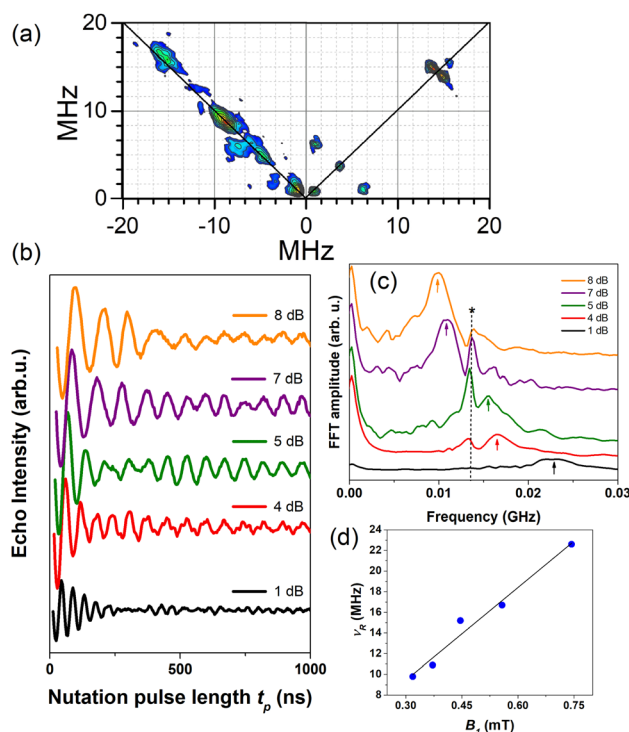 (a)
MHz
20
10
0
-20
-10
0
10
20
MHz
(b)
Echo Intensity (arb.u.)
8 dB
7 dB
5 dB
4 dB
1 dB
0
500
1000
Nutation pulse length tp (ns)
(c)
FFT amplitude (arb. u.)
8 dB
7 dB
5 dB
4 dB
1 dB
*
0.00
0.01
0.02
0.03
Frequency (GHz)
(d)
νR (MHz)
24
22
20
18
16
14
12
10
8
0.30
0.45
0.60
0.75
B1 (mT)